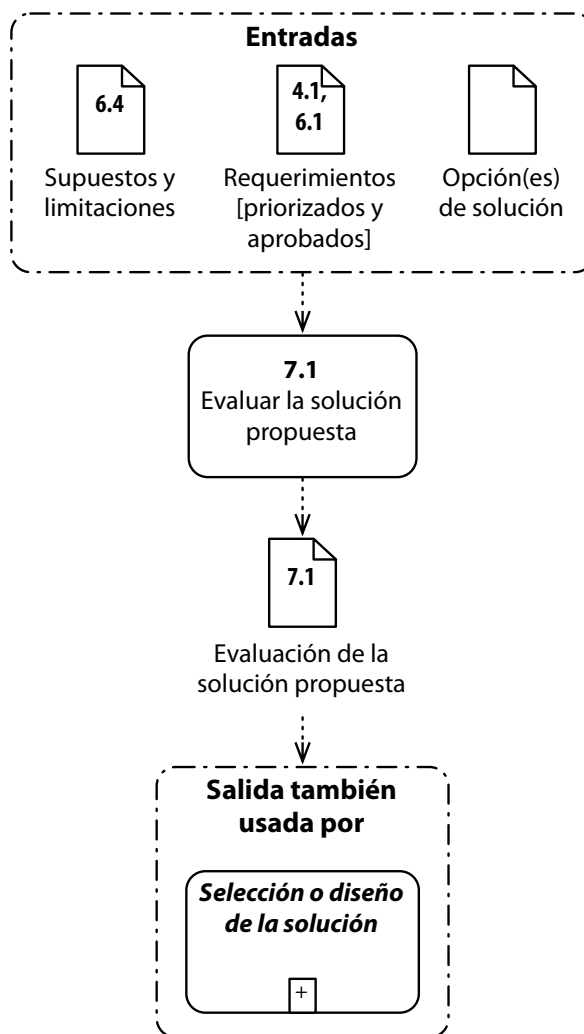 Entradas
6.4
Supuestos y
limitaciones
4.1,
6.1
Requerimientos
[priorizados y
aprobados]
Opción(es)
de solución
7.1
Evaluar la solución
propuesta
7.1
Evaluación de la
solución propuesta
Salida también
usada por
Selección o diseño
de la solución
+